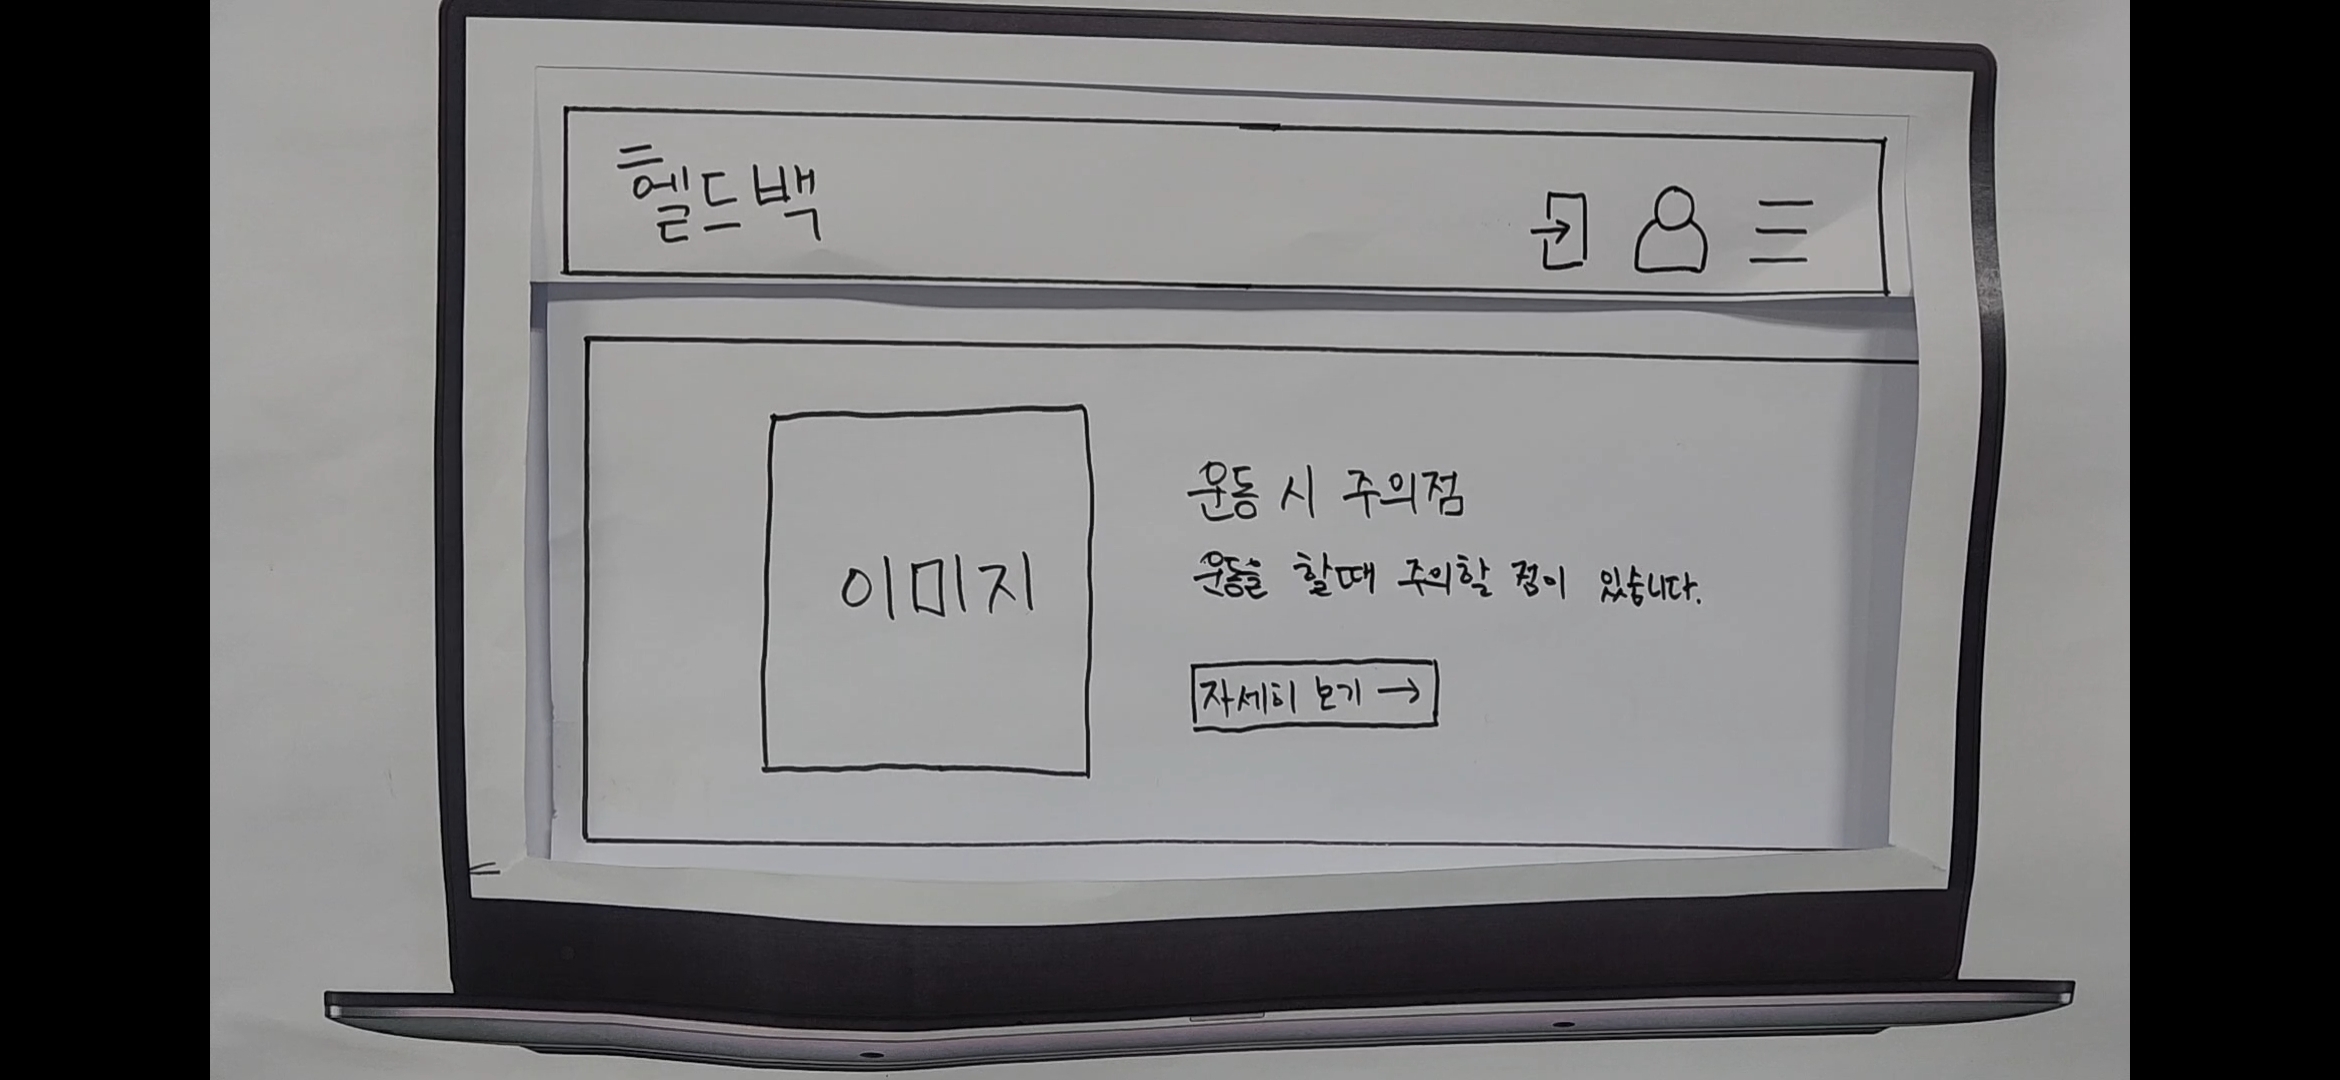 헬드백
이미지
운동 시 주의점
운동을 할때 주의할 점이 있습니다.
자세히 보기 →